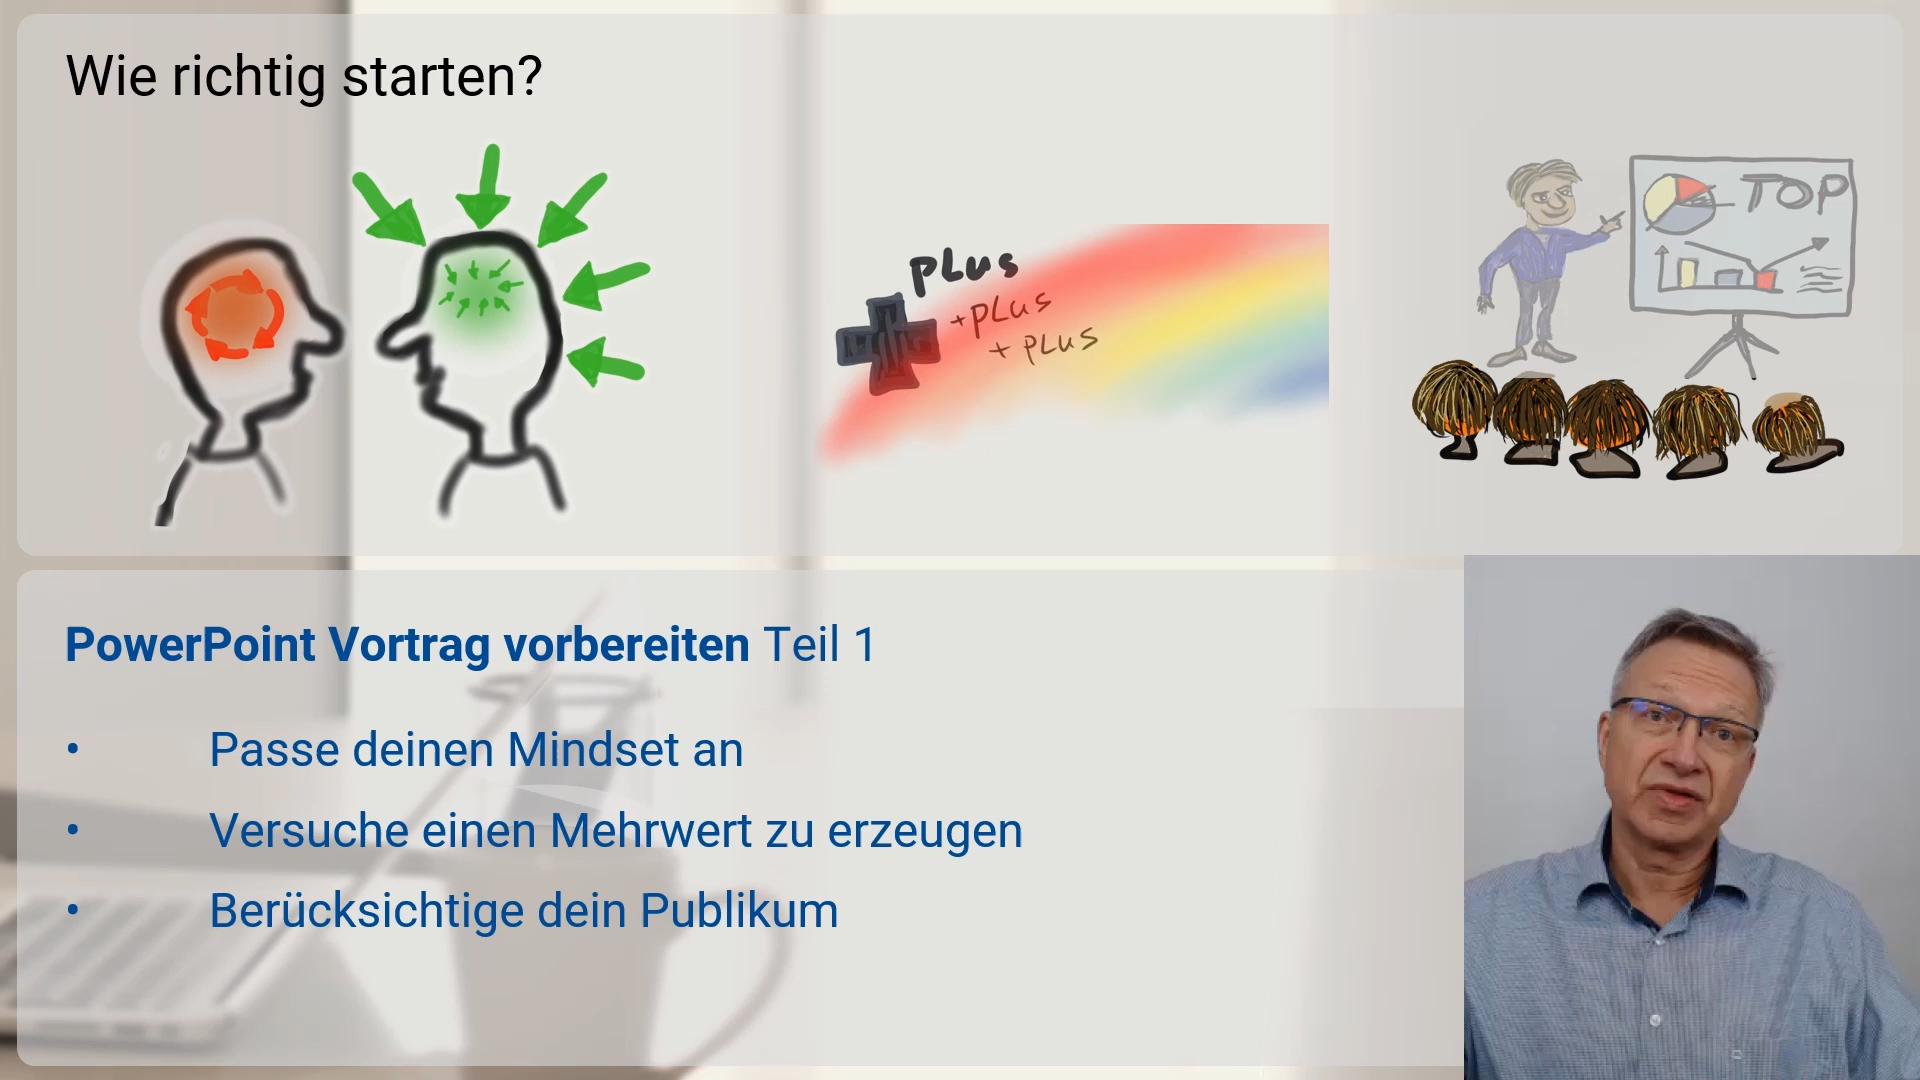 Wie richtig starten?
plus
+ plus
+ plus
TOP
PowerPoint Vortrag vorbereiten Teil 1
• Passe deinen Mindset an
• Versuche einen Mehrwert zu erzeugen
• Berücksichtige dein Publikum